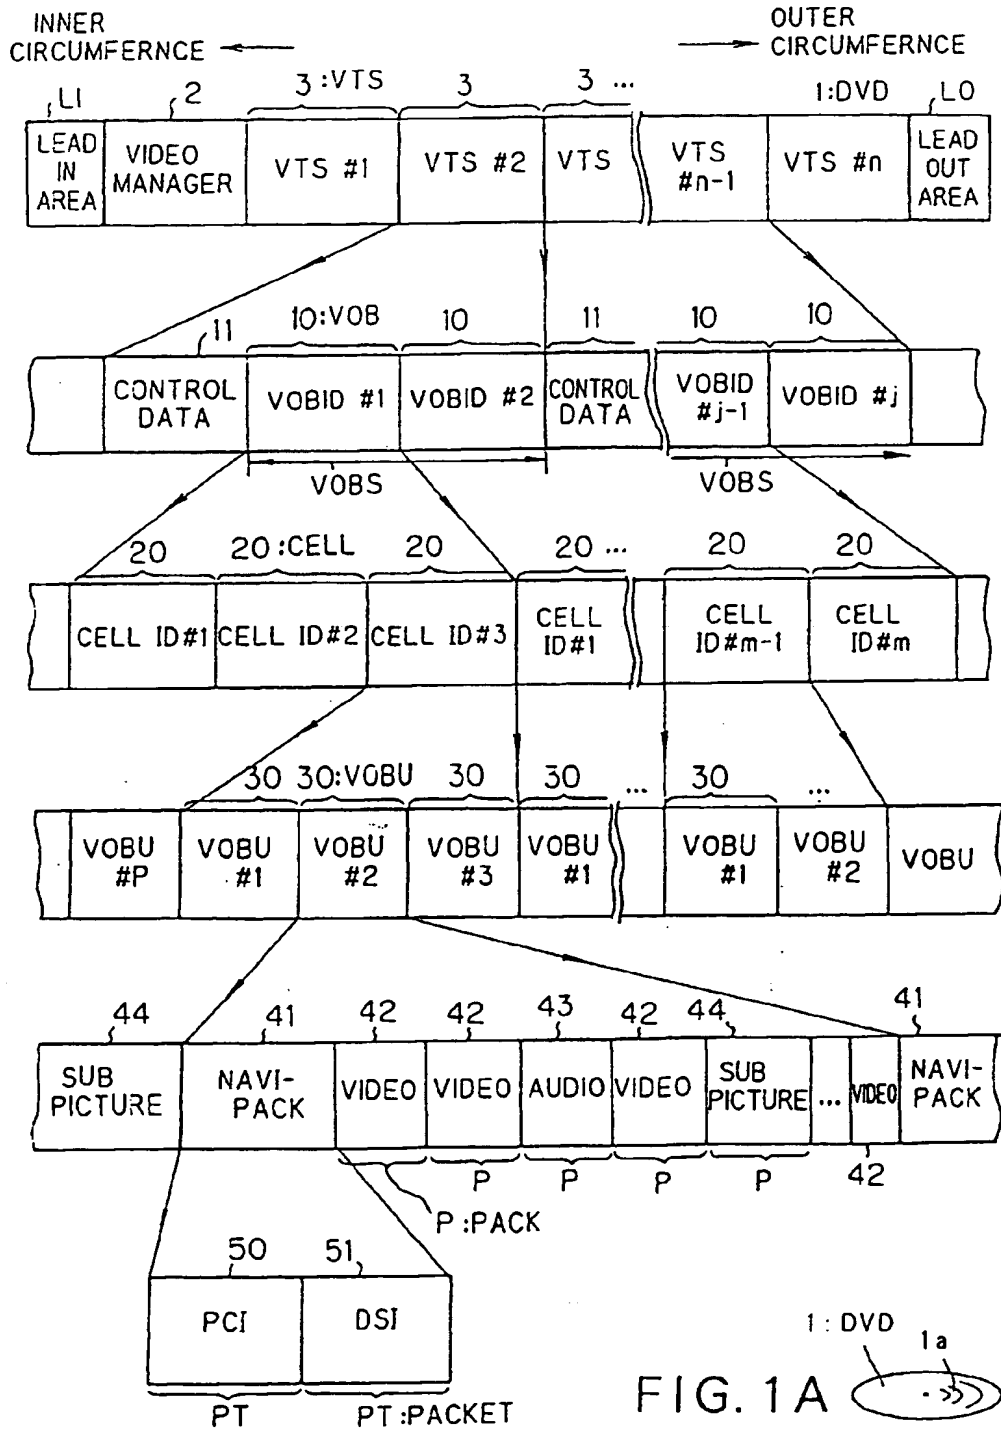 INNER
CIRCUMFERNCE
OUTER
CIRCUMFERNCE
LI 2 3:VTS 3 3 ... 1:DVD LO
LEAD IN AREA
VIDEO MANAGER
VTS #1
VTS #2
VTS
VTS #n-1
VTS #n
LEAD OUT AREA
11 10:VOB 10 11 10 10
CONTROL DATA
VOBID #1
VOBID #2
CONTROL DATA
VOBID #j-1
VOBID #j
VOBS VOBS
20 20:CELL 20 20 ... 20 20
CELL ID#1
CELL ID#2
CELL ID#3
CELL ID#1
CELL ID#m-1
CELL ID#m
30 30:VOBU 30 30 ... 30 ...
VOBU #P
VOBU #1
VOBU #2
VOBU #3
VOBU #1
VOBU #1
VOBU #2
VOBU
44 41 42 42 43 42 44 41
SUB PICTURE
NAVI-PACK
VIDEO
VIDEO
AUDIO
VIDEO
SUB PICTURE
...
VIDEO
NAVI-PACK
P P P P 42
P:PACK
50 51
PCI DSI
PT PT:PACKET
1:DVD 1a
FIG. 1A